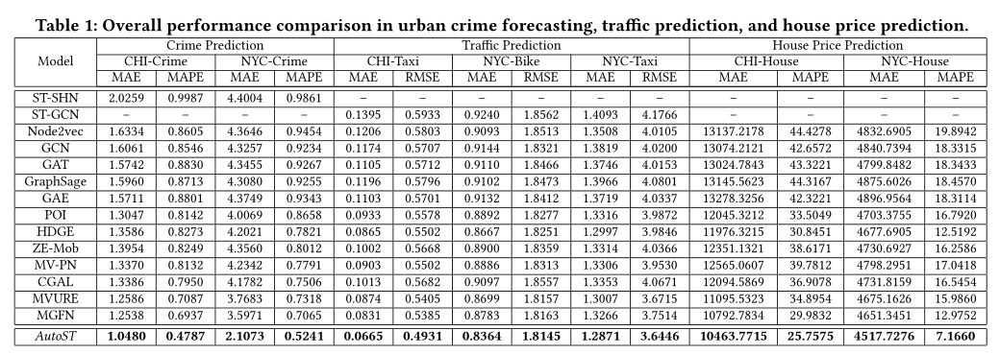 Table 1: Overall performance comparison in urban crime forecasting, traffic prediction, and house price prediction.
Model Crime Prediction Traffic Prediction House Price Prediction
CHI-Crime NYC-Crime CHI-Taxi NYC-Bike NYC-Taxi CHI-House NYC-House
MAE MAPE MAE MAPE MAE RMSE MAE RMSE MAE RMSE MAE MAPE MAE MAPE
ST-SHN 2.0259 0.9987 4.4004 0.9861 – – – – – – – – – –
ST-GCN – – – – 0.1395 0.5933 0.9240 1.8562 1.4093 4.1766 – – – –
Node2vec 1.6334 0.8605 4.3646 0.9454 0.1206 0.5803 0.9093 1.8513 1.3508 4.0105 13137.2178 44.4278 4832.6905 19.8942
GCN 1.6061 0.8546 4.3257 0.9234 0.1174 0.5707 0.9144 1.8321 1.3819 4.0200 13074.2121 42.6572 4840.7394 18.3315
GAT 1.5742 0.8830 4.3455 0.9267 0.1105 0.5712 0.9110 1.8466 1.3746 4.0153 13024.7843 43.3221 4799.8482 18.3433
GraphSage 1.5960 0.8713 4.3080 0.9255 0.1196 0.5796 0.9102 1.8473 1.3966 4.0801 13145.5623 44.3167 4875.6026 18.4570
GAE 1.5711 0.8801 4.3749 0.9343 0.1103 0.5701 0.9132 1.8412 1.3719 4.0337 13278.3256 42.3221 4896.9564 18.3114
POI 1.3047 0.8142 4.0069 0.8658 0.0933 0.5578 0.8892 1.8277 1.3316 3.9872 12045.3212 33.5049 4703.3755 16.7920
HDGE 1.3586 0.8273 4.2021 0.7821 0.0865 0.5502 0.8667 1.8251 1.2997 3.9846 11976.3215 30.8451 4677.6905 12.5192
ZE-Mob 1.3954 0.8249 4.3560 0.8012 0.1002 0.5668 0.8900 1.8359 1.3314 4.0366 12351.1321 38.6171 4730.6927 16.2586
MV-PN 1.3370 0.8132 4.2342 0.7791 0.0903 0.5502 0.8886 1.8313 1.3306 3.9530 12565.0607 39.7812 4798.2951 17.0418
CGAL 1.3386 0.7950 4.1782 0.7506 0.1013 0.5682 0.9097 1.8557 1.3353 4.0671 12094.5869 36.9078 4731.8159 16.5454
MVURE 1.2586 0.7087 3.7683 0.7318 0.0874 0.5405 0.8699 1.8157 1.3007 3.6715 11095.5323 34.8954 4675.1626 15.9860
MGFN 1.2538 0.6937 3.5971 0.7065 0.0831 0.5385 0.8783 1.8163 1.3266 3.7514 10792.7834 29.9832 4651.3451 12.9752
AutoST 1.0480 0.4787 2.1073 0.5241 0.0665 0.4931 0.8364 1.8145 1.2871 3.6446 10463.7715 25.7575 4517.7276 7.1660